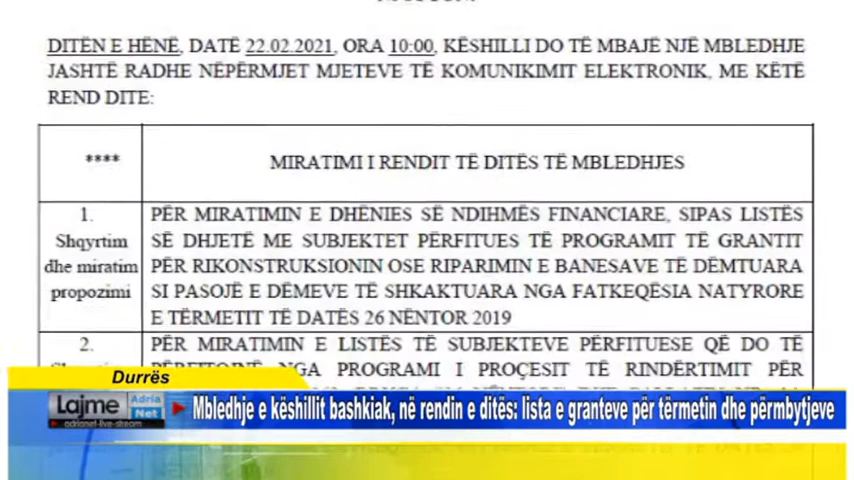 DITËN E HËNË, DATË 22.02.2021, ORA 10:00, KËSHILLI DO TË MBAJË NJË MBLEDHJE
JASHTË RADHE NËPËRMJET MJETEVE TË KOMUNIKIMIT ELEKTRONIK, ME KËTË
REND DITE:
**** MIRATIMI I RENDIT TË DITËS TË MBLEDHJES
1.
Shqyrtim
dhe miratim
propozimi
PËR MIRATIMIN E DHËNIES SË NDIHMËS FINANCIARE, SIPAS LISTËS
SË DHJETË ME SUBJEKTET PËRFITUES TË PROGRAMIT TË GRANTIT
PËR RIKONSTRUKSIONIN OSE RIPARIMIN E BANESAVE TË DËMTUARA
SI PASOJË E DËMEVE TË SHKAKTUARA NGA FATKEQËSIA NATYRORE
E TËRMETIT TË DATËS 26 NËNTOR 2019
2.
PËR MIRATIMIN E LISTËS TË SUBJEKTEVE PËRFITUESE QË DO TË
NGA PROGRAMI I PROÇESIT TË RINDËRTIMIT PËR
Durrës
Lajme Adria
Net
adrianet-live-stream
Mbledhje e këshillit bashkiak, në rendin e ditës: lista e granteve për tërmetin dhe përmbytjeve